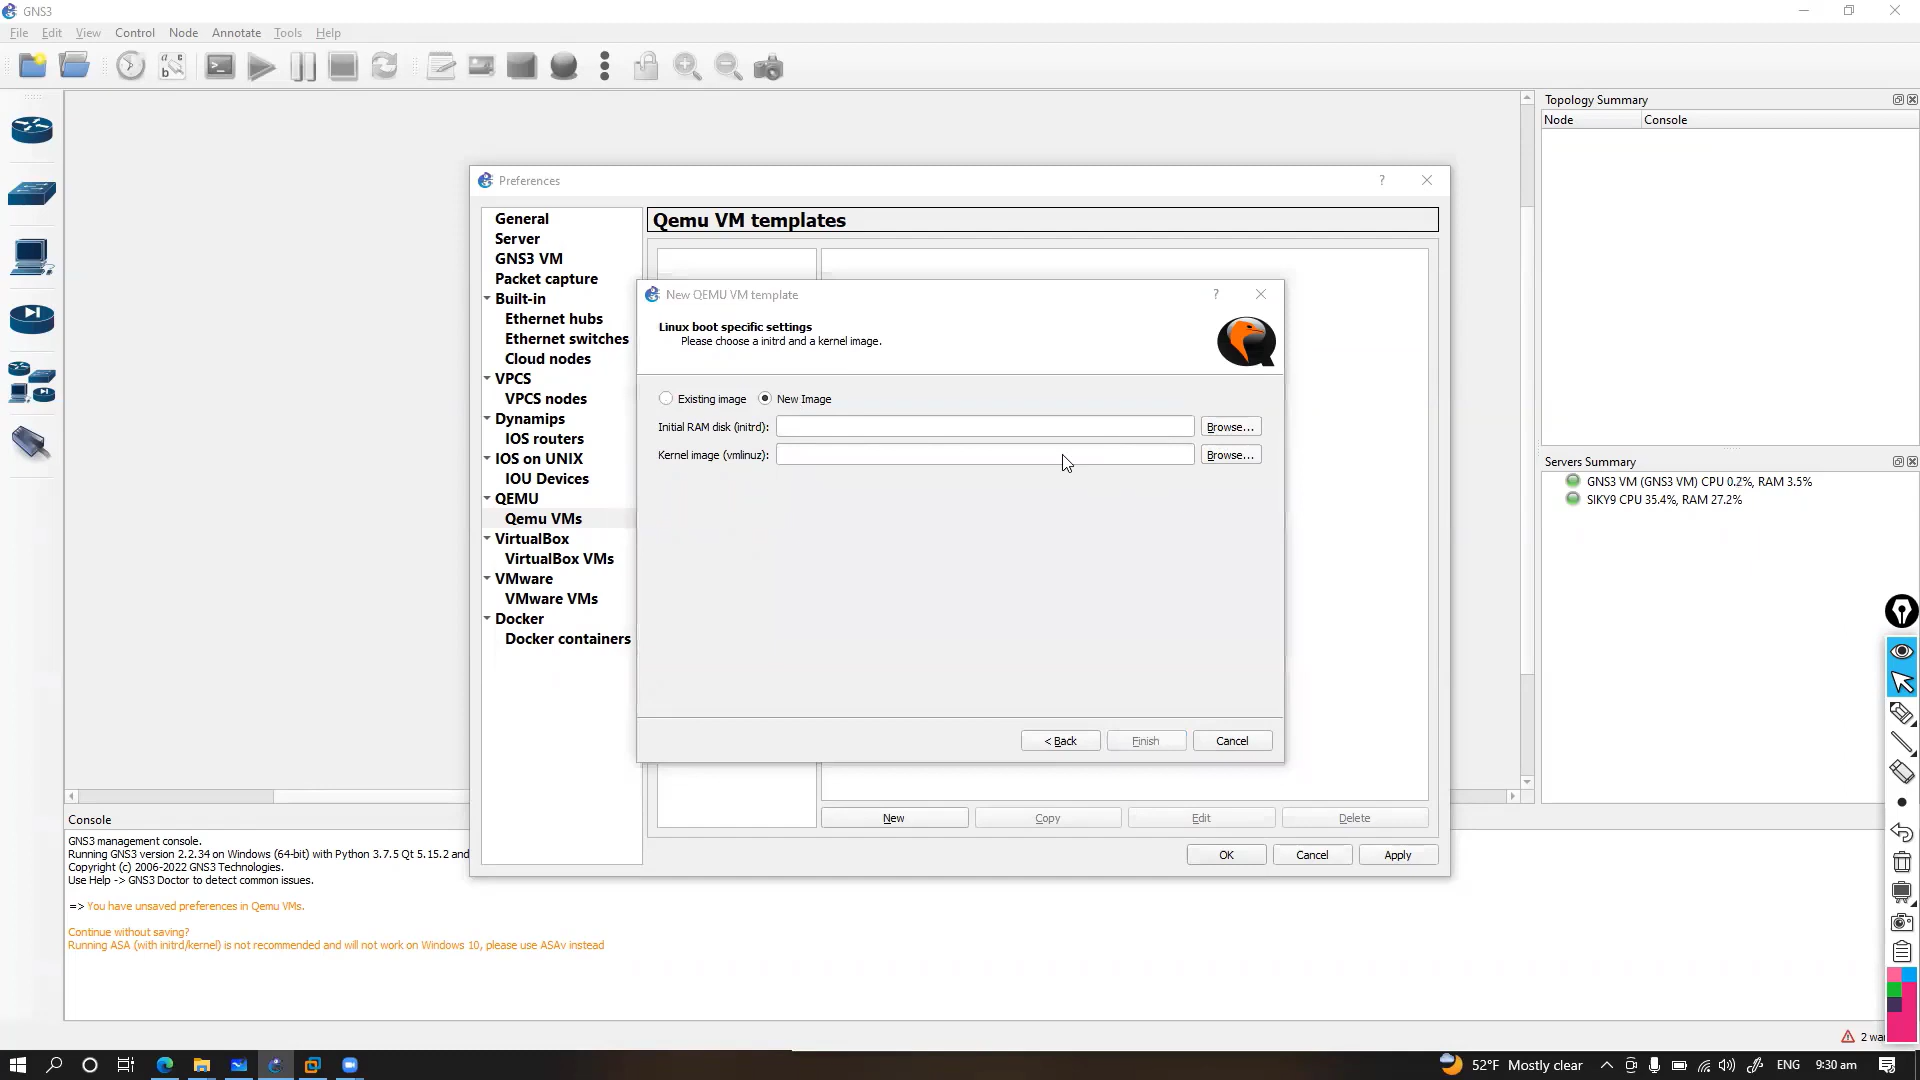 GNS3
File Edit View Control Node Annotate Tools Help
Topology Summary
Node Console
Preferences
General
Server
GNS3 VM
Packet capture
Built-in
Ethernet hubs
Ethernet switches
Cloud nodes
VPCS
VPCS nodes
Dynamips
IOS routers
IOS on UNIX
IOU Devices
QEMU
Qemu VMs
VirtualBox
VirtualBox VMs
VMware
VMware VMs
Docker
Docker containers
Qemu VM templates
New QEMU VM template
Linux boot specific settings
Please choose a initrd and a kernel image.
Existing image New Image
Initial RAM disk (initrd): Browse...
Kernel image (vmlinuz): Browse...
< Back Finish Cancel
New Copy Edit Delete
OK Cancel Apply
Servers Summary
GNS3 VM (GNS3 VM) CPU 0.2%, RAM 3.5%
SIKY9 CPU 35.4%, RAM 27.2%
Console
GNS3 management console.
Running GNS3 version 2.2.34 on Windows (64-bit) with Python 3.7.5 Qt 5.15.2 and
Copyright (c) 2006-2022 GNS3 Technologies.
Use Help -> GNS3 Doctor to detect common issues.
=> You have unsaved preferences in Qemu VMs.
Continue without saving?
Running ASA (with initrd/kernel) is not recommended and will not work on Windows 10, please use ASAv instead
52°F Mostly clear ENG 9:30 am